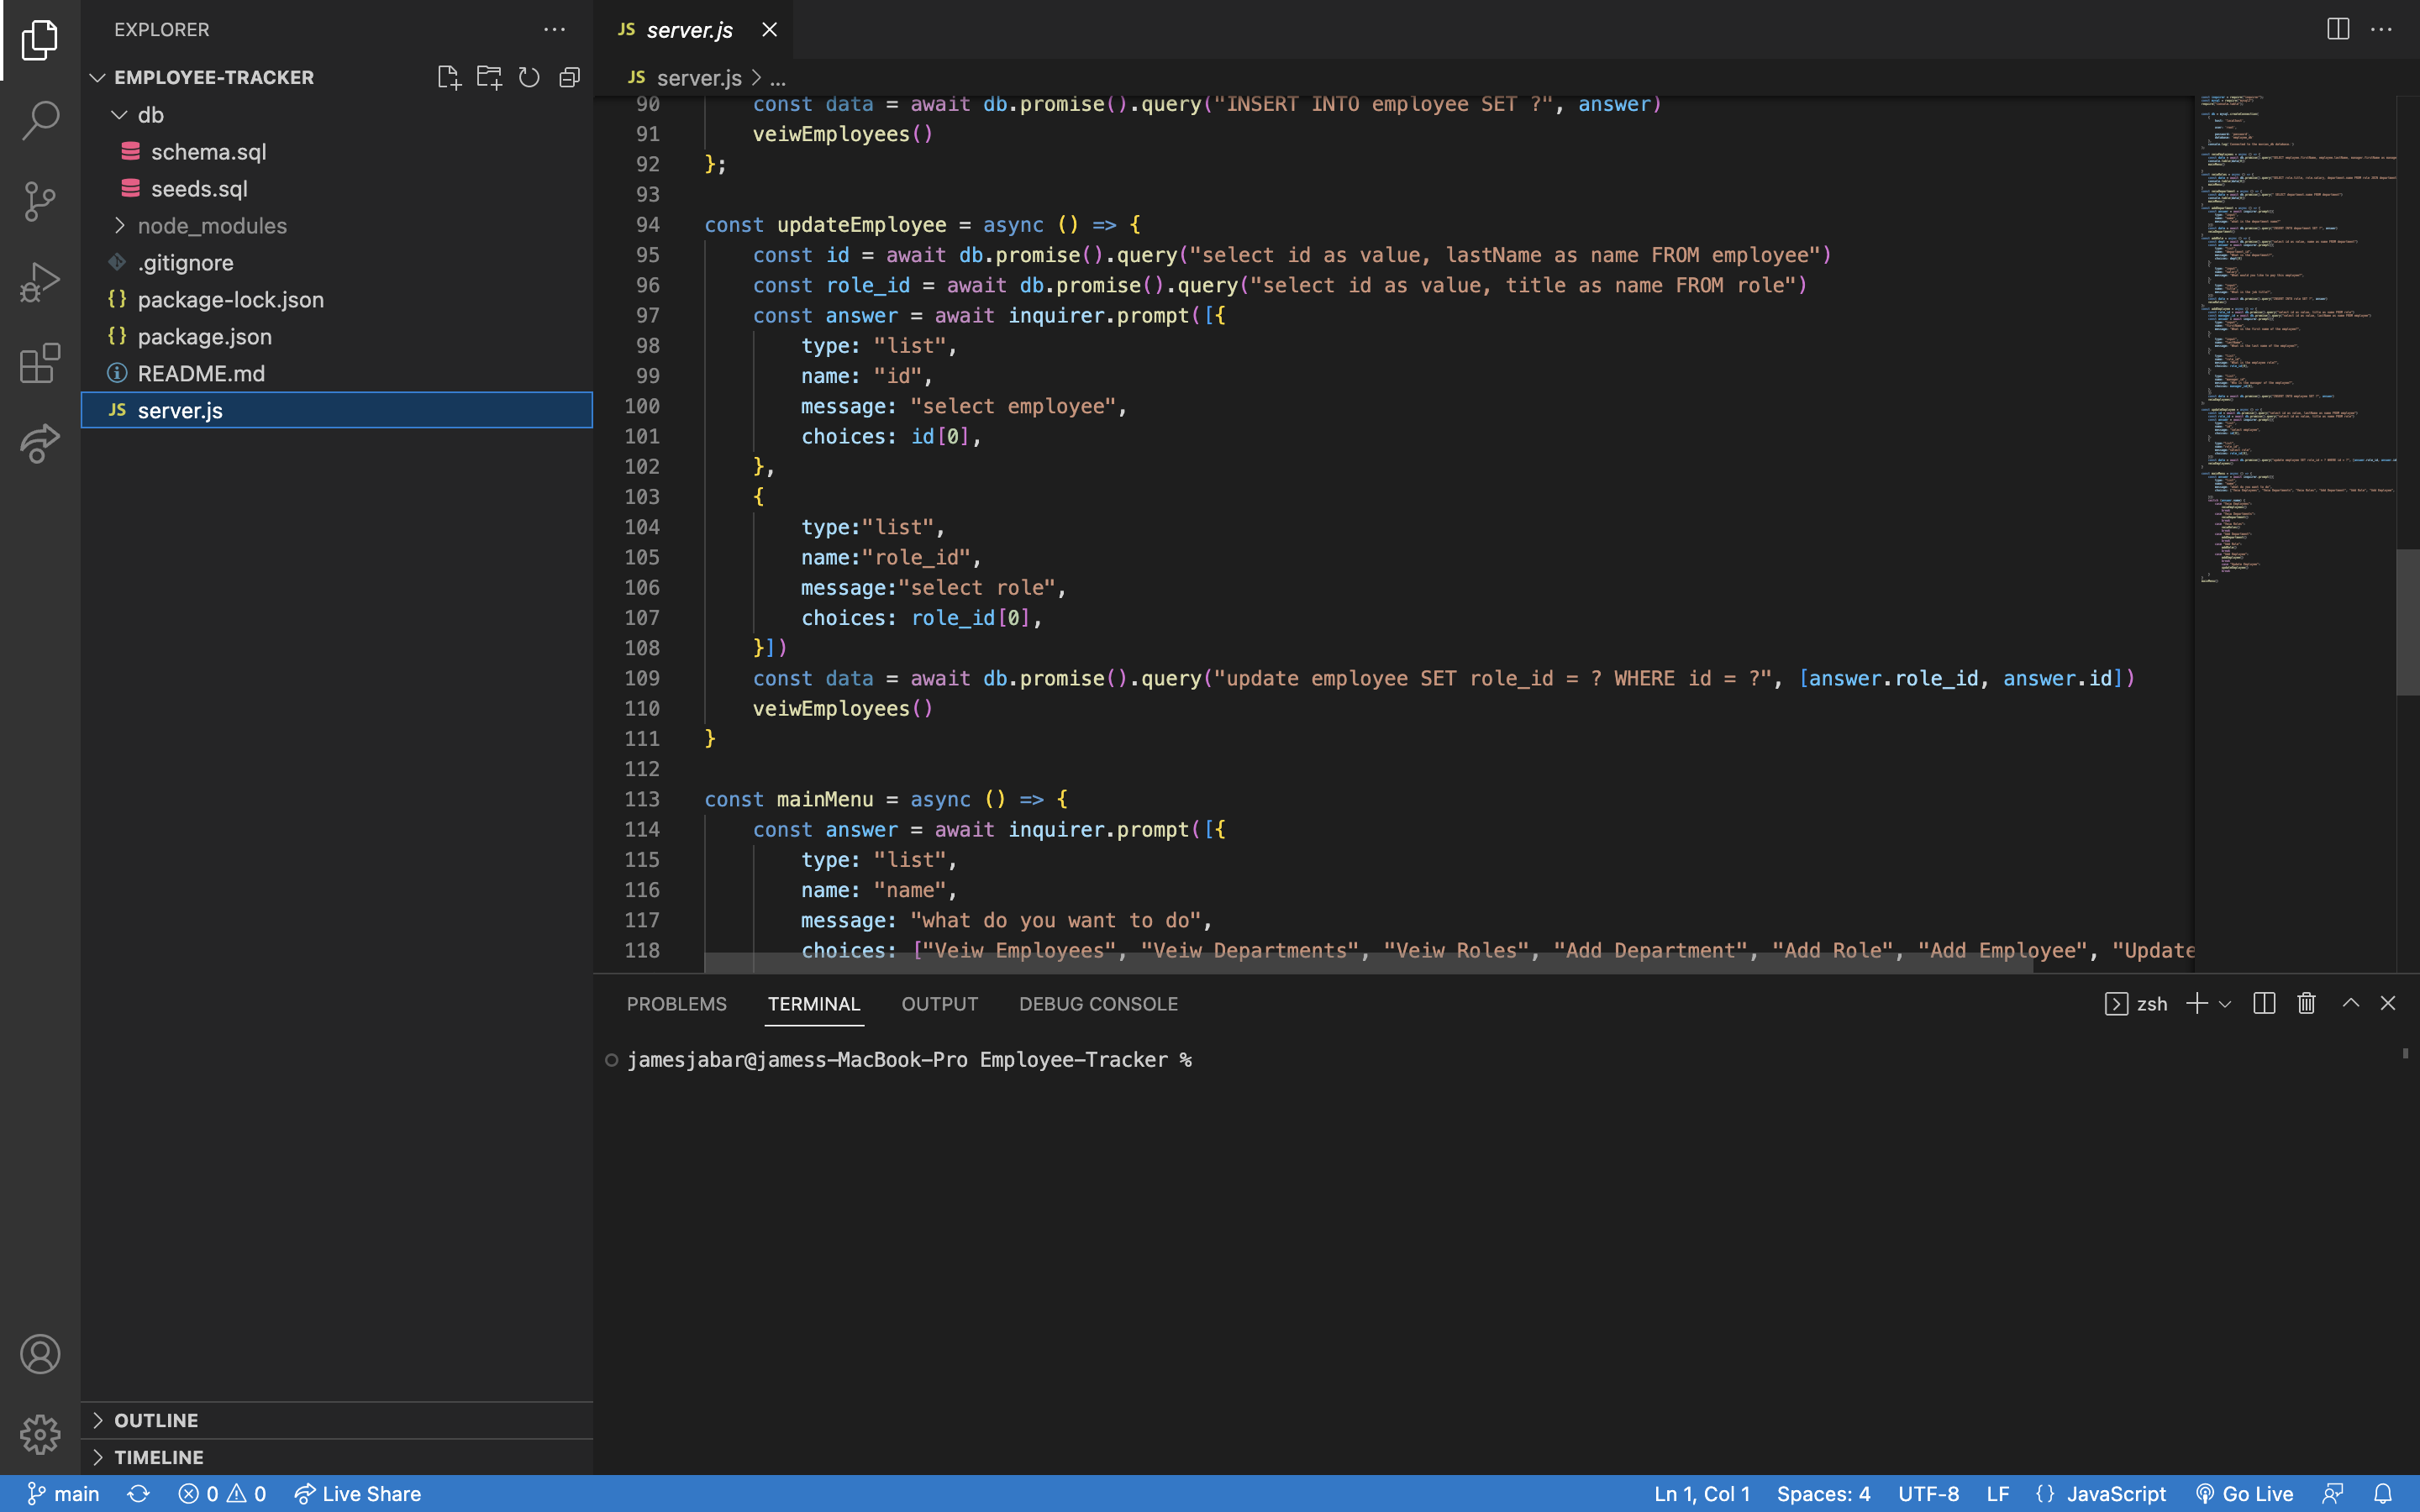 EXPLORER
EMPLOYEE-TRACKER
db
schema.sql
seeds.sql
node_modules
.gitignore
{} package-lock.json
{} package.json
README.md
JS server.js
OUTLINE
TIMELINE
JS server.js
JS server.js > ...
90 const data = await db.promise().query("INSERT INTO employee SET ?", answer)
91 veiwEmployees()
92 };
93
94 const updateEmployee = async () => {
95 const id = await db.promise().query("select id as value, lastName as name FROM employee")
96 const role_id = await db.promise().query("select id as value, title as name FROM role")
97 const answer = await inquirer.prompt([{
98 type: "list",
99 name: "id",
100 message: "select employee",
101 choices: id[0],
102 },
103 {
104 type:"list",
105 name:"role_id",
106 message:"select role",
107 choices: role_id[0],
108 }])
109 const data = await db.promise().query("update employee SET role_id = ? WHERE id = ?", [answer.role_id, answer.id])
110 veiwEmployees()
111 }
112
113 const mainMenu = async () => {
114 const answer = await inquirer.prompt([{
115 type: "list",
116 name: "name",
117 message: "what do you want to do",
118 choices: ["Veiw Employees", "Veiw Departments", "Veiw Roles", "Add Department", "Add Role", "Add Employee", "Update
PROBLEMS TERMINAL OUTPUT DEBUG CONSOLE
zsh
jamesjabar@jamess-MacBook-Pro Employee-Tracker %
main 0 0 Live Share
Ln 1, Col 1 Spaces: 4 UTF-8 LF {} JavaScript Go Live